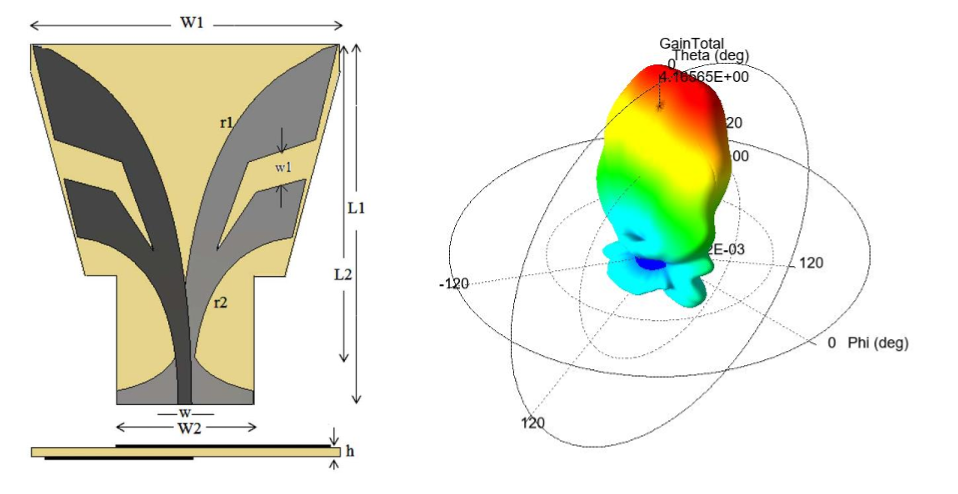 W1
r1
w1
L1
L2
r2
w
W2
h
GainTotal
Theta (deg)
0
4.16565E+00
20
00
2E-03
-120
120
0 Phi (deg)
120